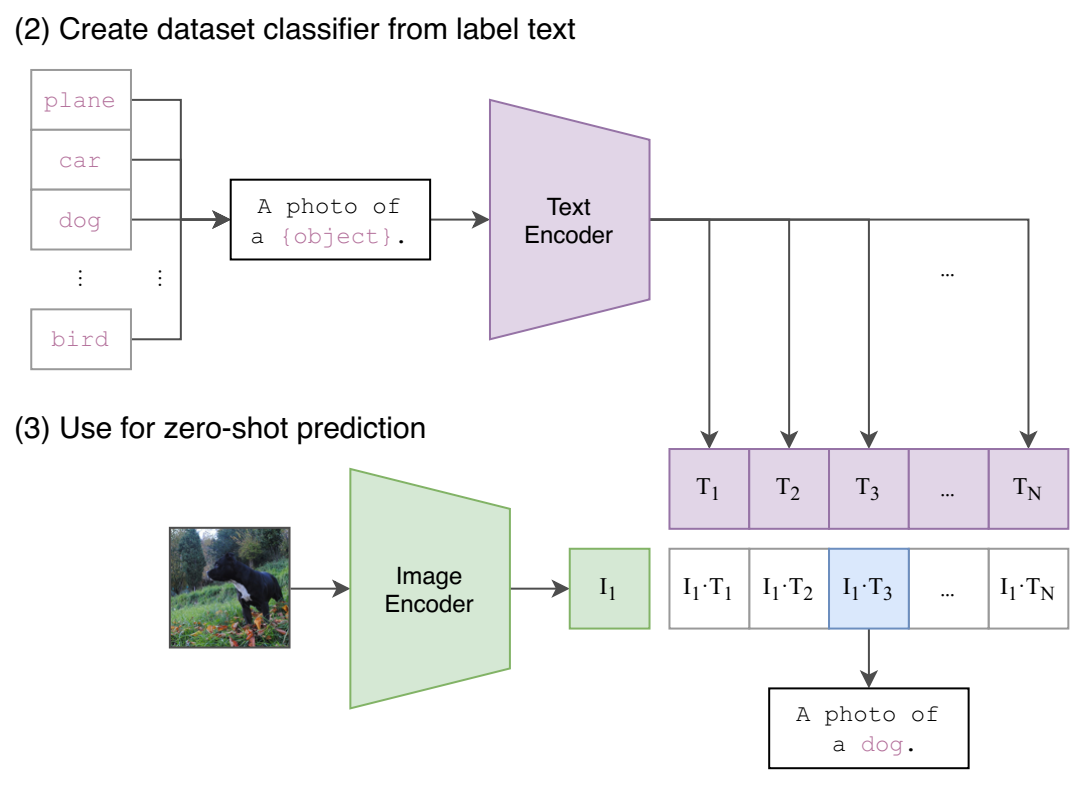 (2) Create dataset classifier from label text
plane
car
dog
⋮ ⋮
bird
A photo of
a {object}.
Text
Encoder
...
(3) Use for zero-shot prediction
Image
Encoder
I₁
T₁ T₂ T₃ ... T_N
I₁·T₁ I₁·T₂ I₁·T₃ ... I₁·T_N
A photo of
a dog.